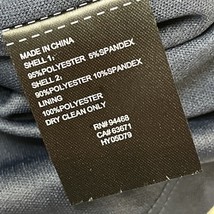 MADE IN CHINA
SHELL 1:
95%POLYESTER 5%SPANDEX
SHELL 2:
90%POLYESTER 10%SPANDEX
LINING
100%POLYESTER
DRY CLEAN ONLY
RN# 94466
CA# 63671
HY05D79